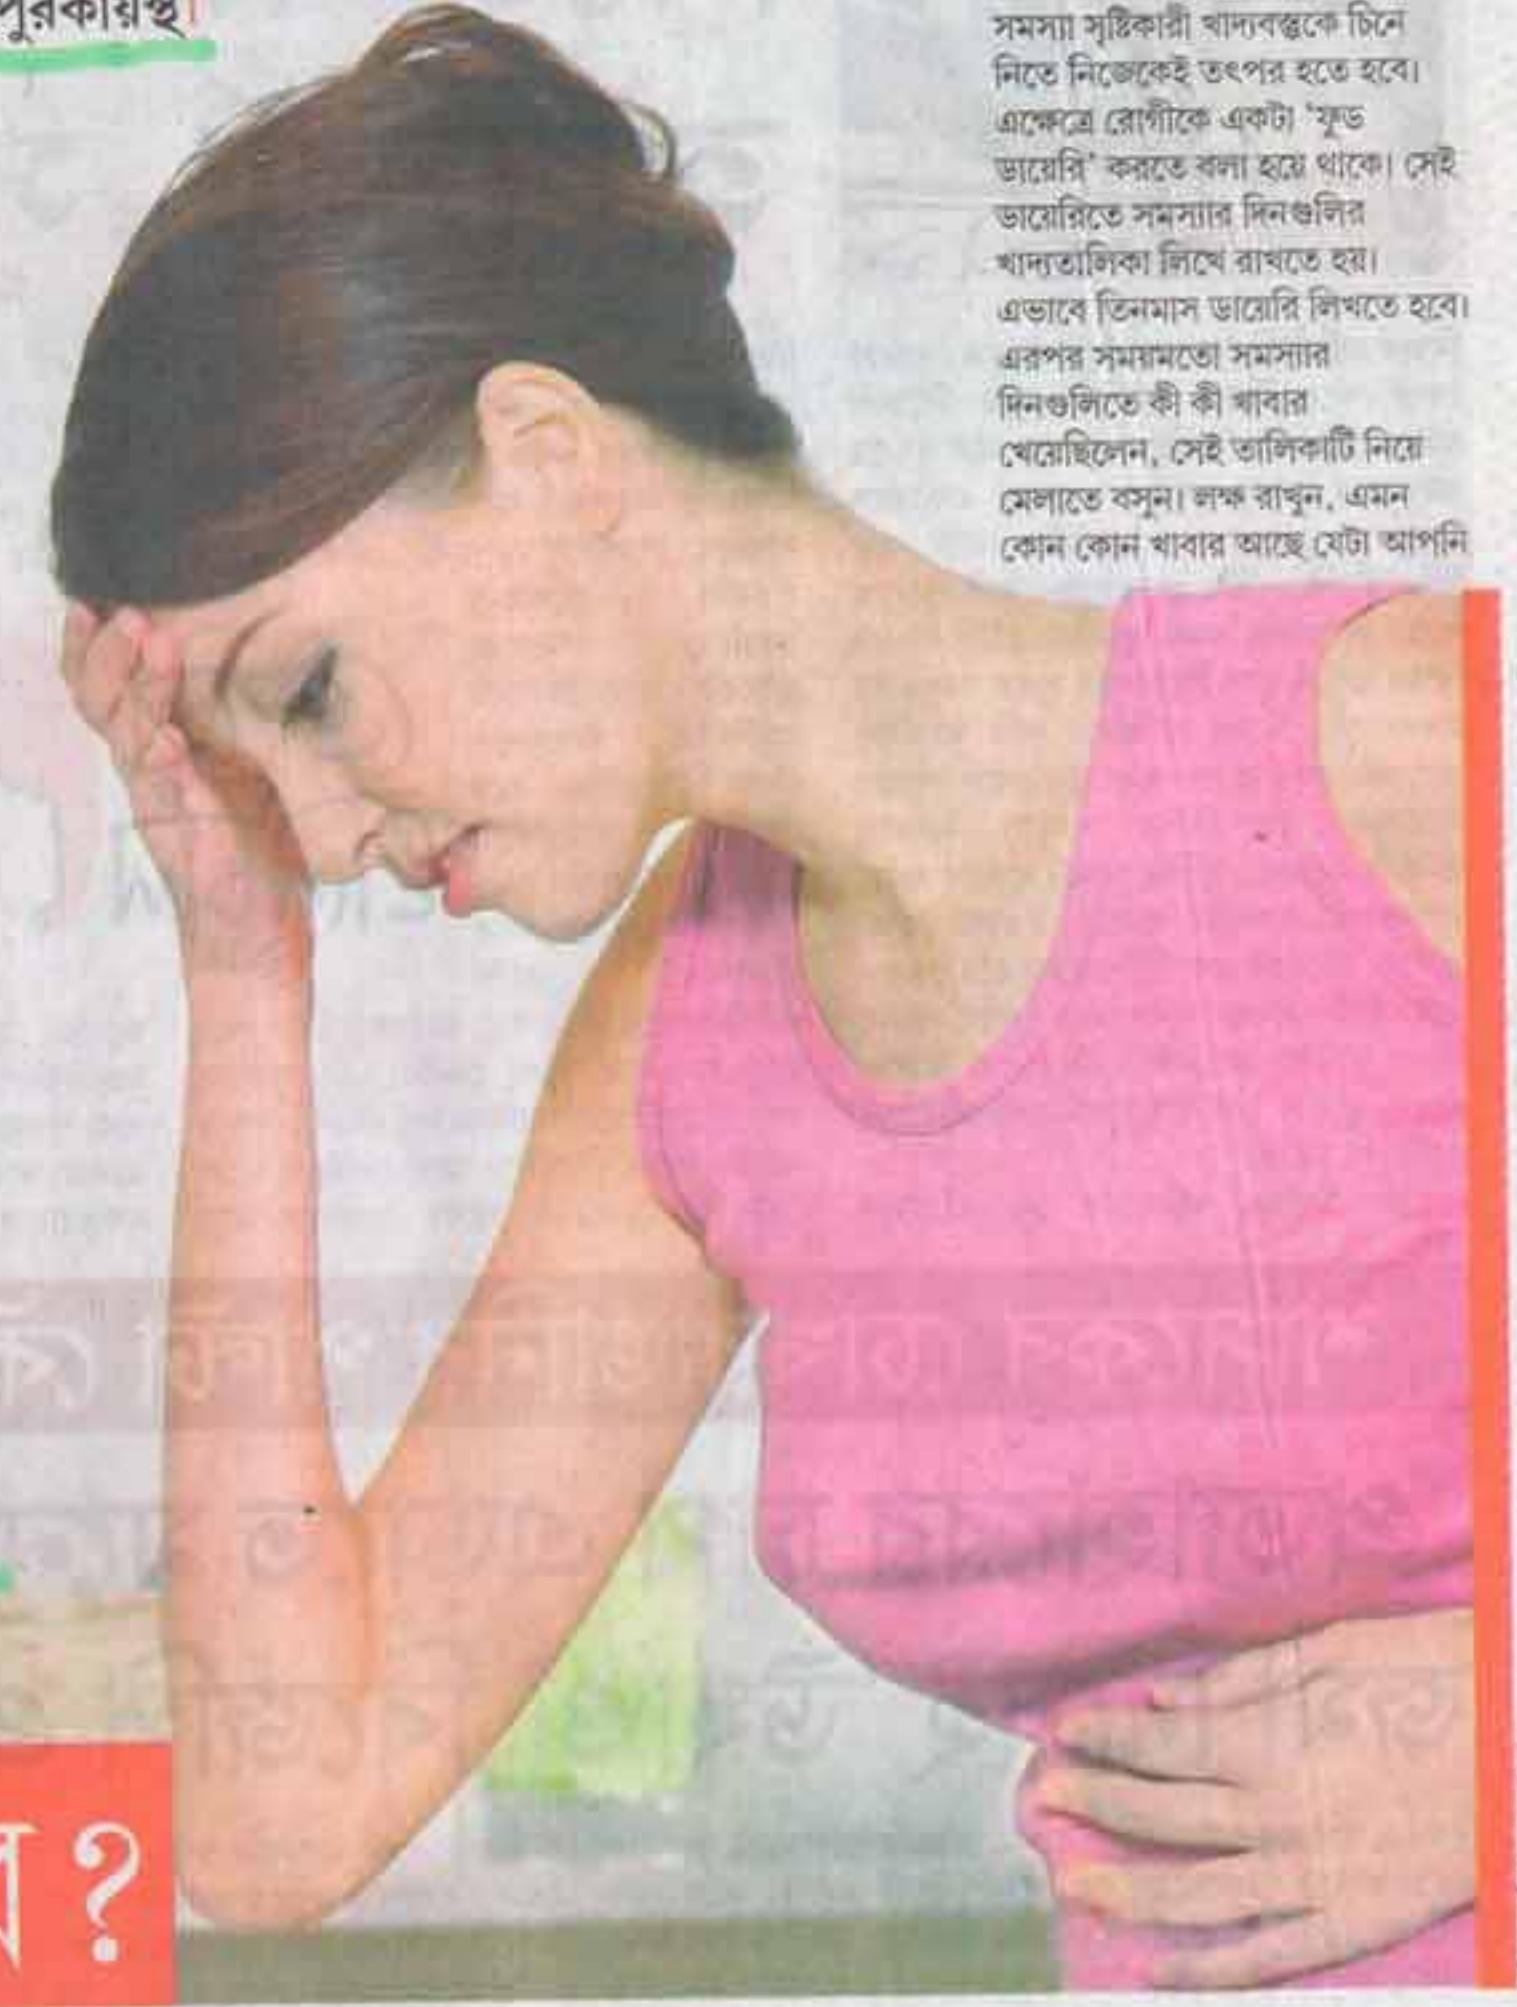 পুরকায়স্থ।
সমস্যা সৃষ্টিকারী খাদ্যবস্তুকে চিনে
নিতে নিজেকেই তৎপর হতে হবে।
এক্ষেত্রে রোগীকে একটা ‘ফুড
ডায়েরি’ করতে বলা হয়ে থাকে। সেই
ডায়েরিতে সমস্যার দিনগুলির
খাদ্যতালিকা লিখে রাখতে হয়।
এভাবে তিনমাস ডায়েরি লিখতে হবে।
এরপর সময়মতো সমস্যার
দিনগুলিতে কী কী খাবার
খেয়েছিলেন, সেই তালিকাটি নিয়ে
মেলাতে বসুন। লক্ষ রাখুন, এমন
কোন কোন খাবার আছে যেটা আপনি
?